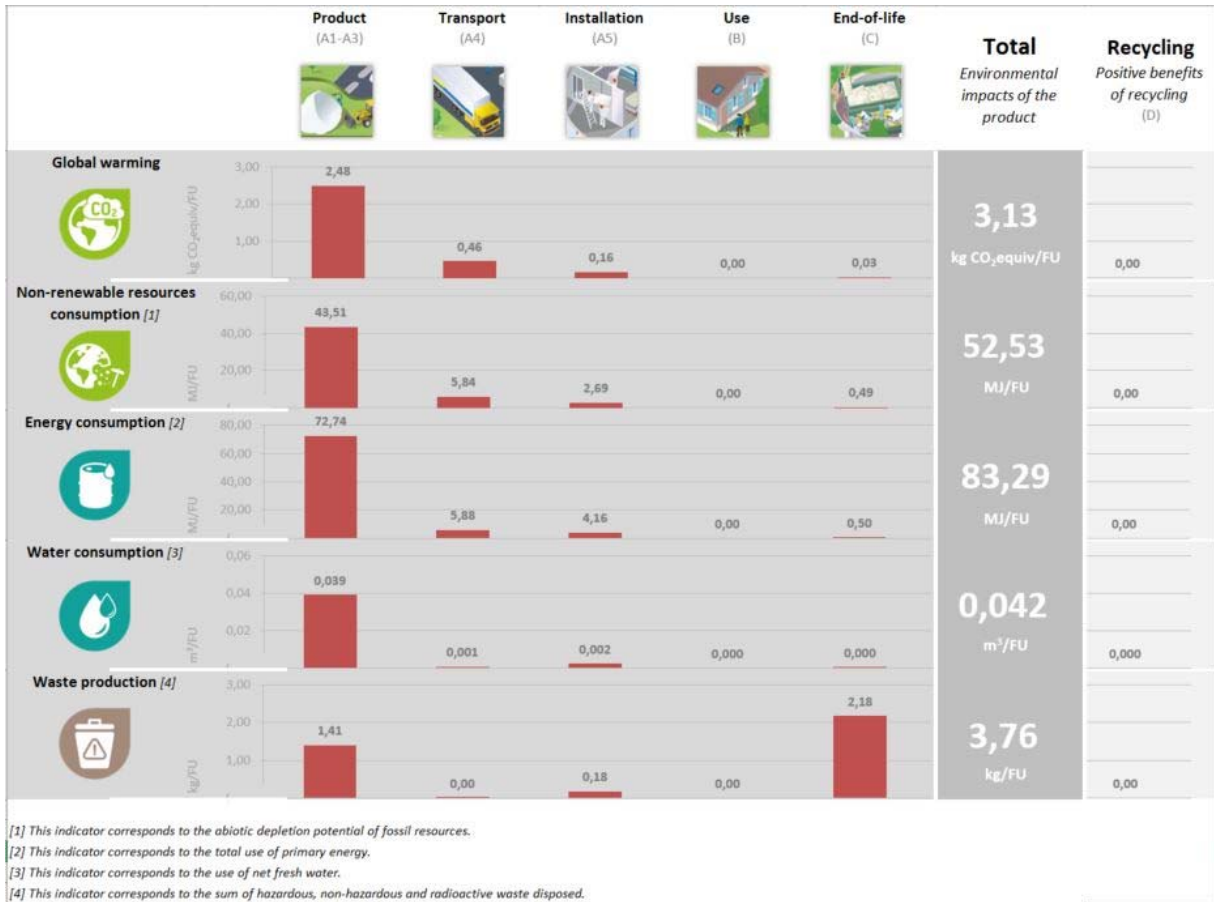 Product
(A1-A3)
Transport
(A4)
Installation
(A5)
Use
(B)
End-of-life
(C)
Total
Environmental
impacts of the
product
Recycling
Positive benefits
of recycling
(D)
Global warming
CO₂
kg CO₂equiv/FU
3,00
2,00
1,00
2,48
0,46
0,16
0,00
0,03
3,13
kg CO₂equiv/FU
0,00
Non-renewable resources
consumption [1]
MJ/FU
60,00
40,00
20,00
43,51
5,84
2,69
0,00
0,49
52,53
MJ/FU
0,00
Energy consumption [2]
MJ/FU
80,00
60,00
40,00
20,00
72,74
5,88
4,16
0,00
0,50
83,29
MJ/FU
0,00
Water consumption [3]
m³/FU
0,06
0,04
0,02
0,039
0,001
0,002
0,000
0,000
0,042
m³/FU
0,000
Waste production [4]
kg/FU
3,00
2,00
1,00
1,41
0,00
0,18
0,00
2,18
3,76
kg/FU
0,00
[1] This indicator corresponds to the abiotic depletion potential of fossil resources.
[2] This indicator corresponds to the total use of primary energy.
[3] This indicator corresponds to the use of net fresh water.
[4] This indicator corresponds to the sum of hazardous, non-hazardous and radioactive waste disposed.